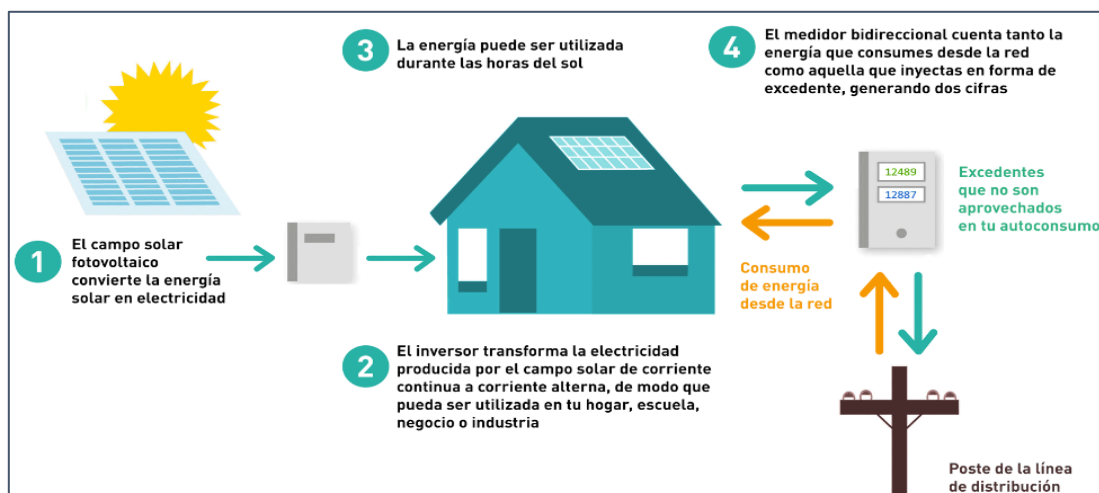 1
El campo solar
fotovoltaico
convierte la energía
solar en electricidad
2
El inversor transforma la electricidad
producida por el campo solar de corriente
continua a corriente alterna, de modo que
pueda ser utilizada en tu hogar, escuela,
negocio o industria
3
La energía puede ser utilizada
durante las horas del sol
4
El medidor bidireccional cuenta tanto la
energía que consumes desde la red
como aquella que inyectas en forma de
excedente, generando dos cifras
12489
12887
Excedentes
que no son
aprovechados
en tu autoconsumo
Consumo
de energía
desde la red
Poste de la línea
de distribución